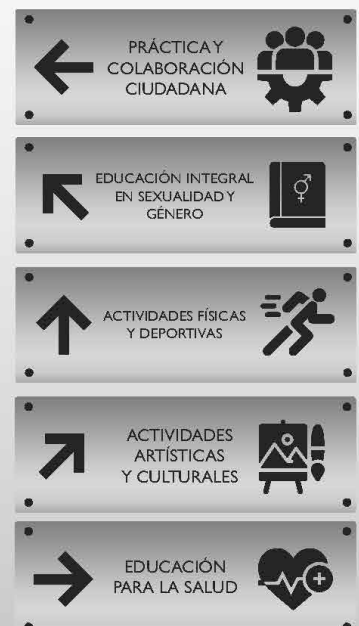 PRÁCTICA Y
COLABORACIÓN
CIUDADANA
EDUCACIÓN INTEGRAL
EN SEXUALIDAD Y
GÉNERO
ACTIVIDADES FÍSICAS
Y DEPORTIVAS
ACTIVIDADES
ARTÍSTICAS
Y CULTURALES
EDUCACIÓN
PARA LA SALUD